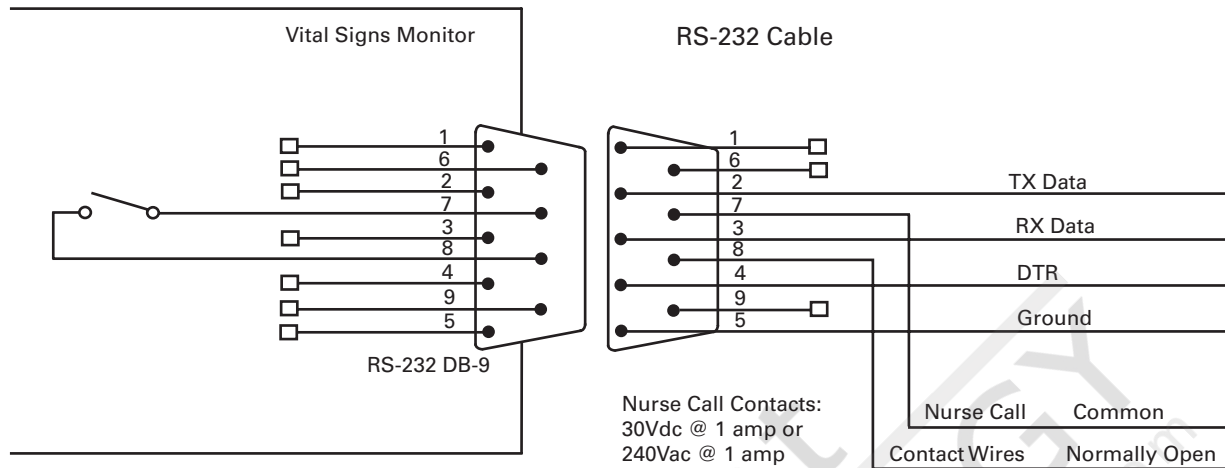 Vital Signs Monitor
RS-232 Cable
1
6
2
7
3
8
4
9
5
RS-232 DB-9
1
6
2
TX Data
7
3
RX Data
8
4
DTR
9
5
Ground
Nurse Call Contacts:
30Vdc @ 1 amp or
240Vac @ 1 amp
Nurse Call Common
Contact Wires Normally Open